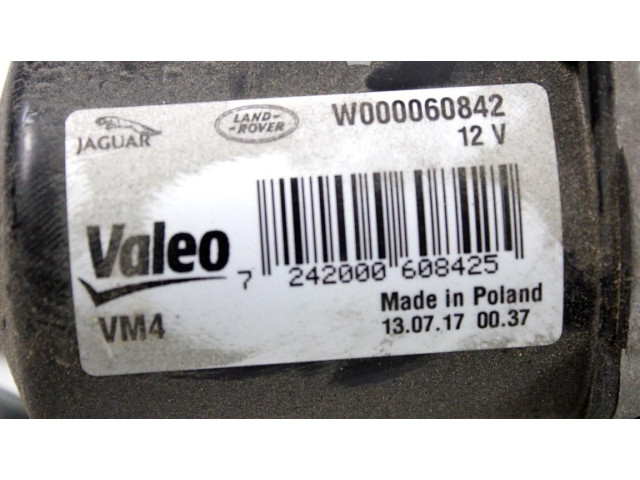 JAGUAR
LAND-
-ROVER
W000060842
12 V
Valeo
7 242000 608425
VM4
Made in Poland
13.07.17 00.37